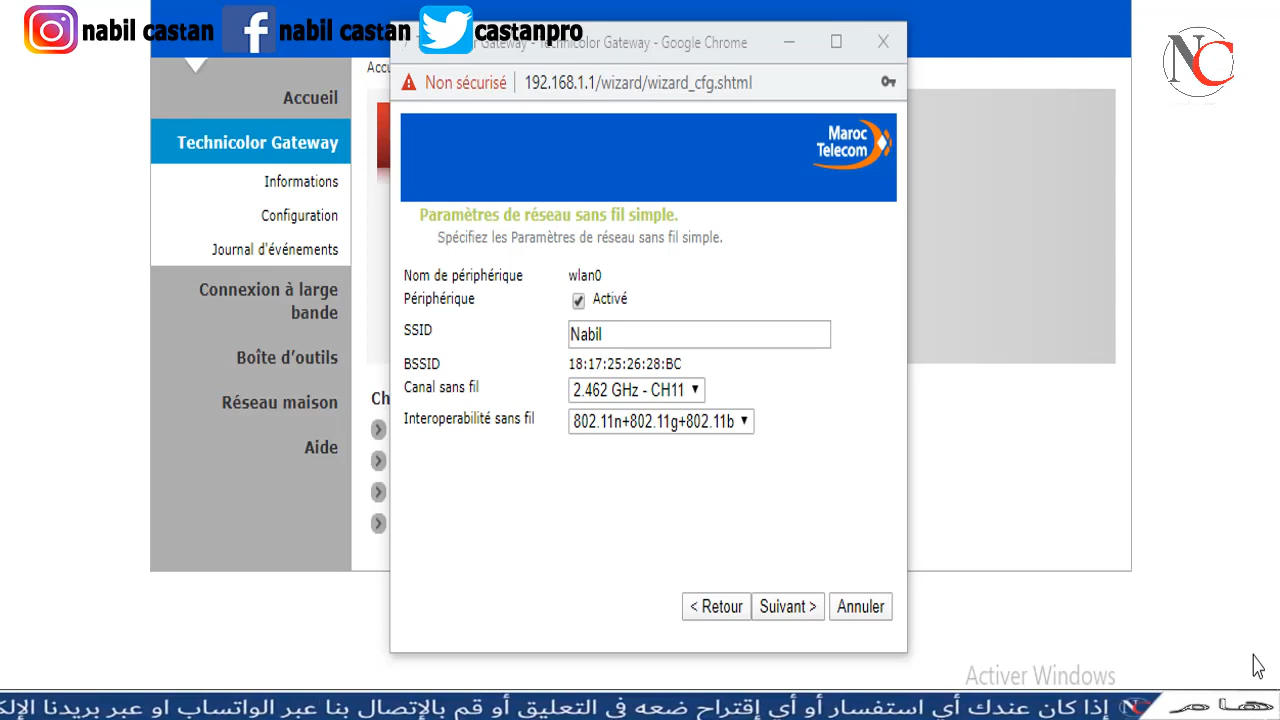 nabil castan
nabil castan
castanpro
Gateway - Technicolor Gateway - Google Chrome
Non sécurisé
192.168.1.1/wizard/wizard_cfg.shtml
NC
Accueil
Technicolor Gateway
Informations
Configuration
Journal d'événements
Connexion à large
bande
Boîte d’outils
Réseau maison
Aide
Maroc
Telecom
Paramètres de réseau sans fil simple.
Spécifiez les Paramètres de réseau sans fil simple.
Nom de périphérique wlan0
Périphérique Activé
SSID Nabil
BSSID 18:17:25:26:28:BC
Canal sans fil 2.462 GHz - CH11
Interoperabilité sans fil 802.11n+802.11g+802.11b
< Retour Suivant > Annuler
Activer Windows
هــام NC إذا كان عندك أي استفسار أو أي إقتراح ضعه في التعليق أو قم بالإتصال بنا عبر الواتساب او عبر بريدنا